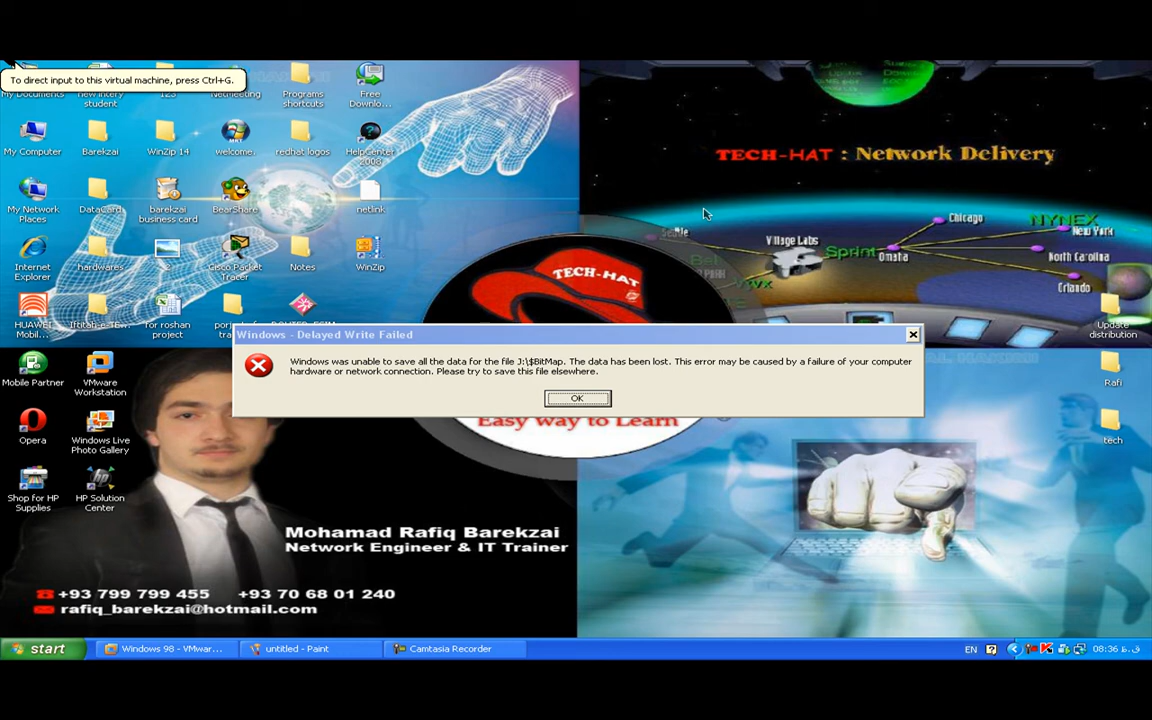 To direct input to this virtual machine, press Ctrl+G.
My Documents
student
Netmeeting
Programs
shortcuts
Free
Downlo...
My Computer
Barekzai
WinZip 14
welcome.
redhat logos
HelpCenter
2008
TECH-HAT : Network Delivery
My Network
Places
DataCard
barekzai
business card
BearShare
netlink
Chicago
NYNEX
New York
Village Labs
Sprint
Omaha
North Carolina
Orlando
Internet
Explorer
hardwares
2
Cisco Packet
Tracer
Notes
WinZip
TECH-HAT
HUAWEI
Mobil...
for roshan
project
Update
distribution
Windows - Delayed Write Failed
Windows was unable to save all the data for the file J:\$BitMap. The data has been lost. This error may be caused by a failure of your computer
hardware or network connection. Please try to save this file elsewhere.
OK
Mobile Partner
VMware
Workstation
Rafi
Easy way to Learn
Opera
Windows Live
Photo Gallery
tech
Shop for HP
Supplies
HP Solution
Center
Mohamad Rafiq Barekzai
Network Engineer & IT Trainer
+93 799 799 455 +93 70 68 01 240
rafiq_barekzai@hotmail.com
start
Windows 98 - VMwar...
untitled - Paint
Camtasia Recorder
EN
08:36 ق.ظ